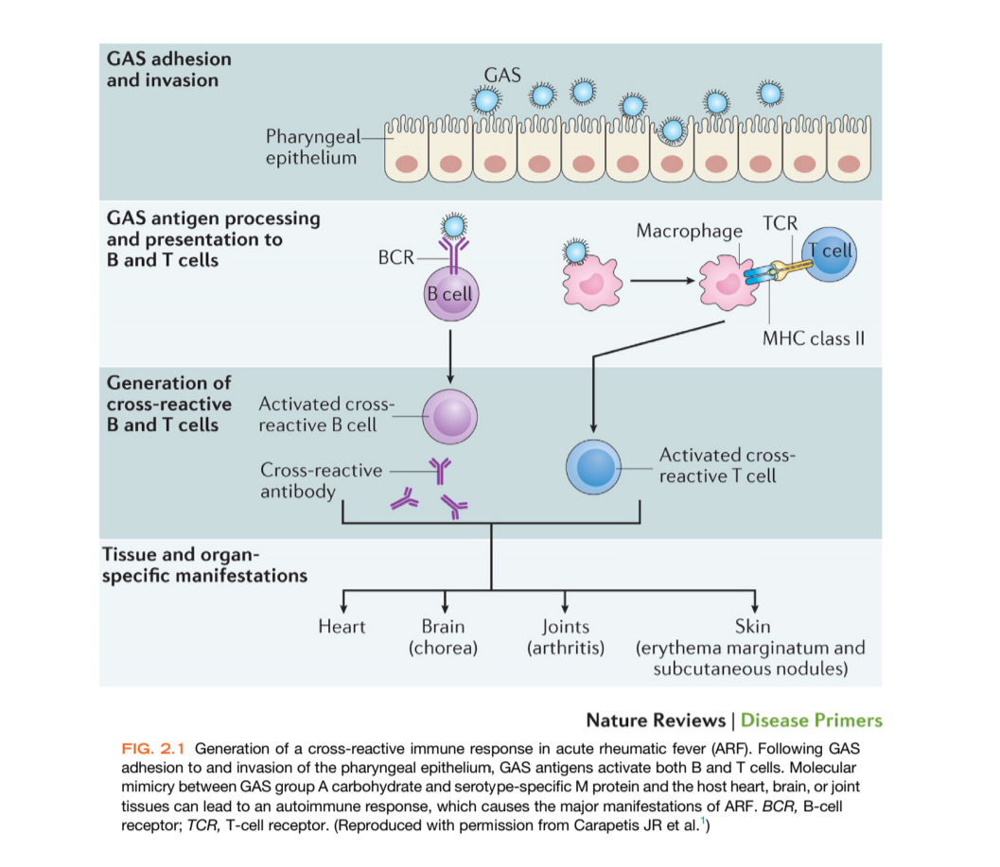 GAS adhesion
and invasion
GAS
Pharyngeal
epithelium
GAS antigen processing
and presentation to
B and T cells
BCR
B cell
Macrophage
TCR
T cell
MHC class II
Generation of
cross-reactive
B and T cells
Activated cross-
reactive B cell
Cross-reactive
antibody
Activated cross-
reactive T cell
Tissue and organ-
specific manifestations
Heart
Brain
(chorea)
Joints
(arthritis)
Skin
(erythema marginatum and
subcutaneous nodules)
Nature Reviews | Disease Primers
FIG. 2.1 Generation of a cross-reactive immune response in acute rheumatic fever (ARF). Following GAS
adhesion to and invasion of the pharyngeal epithelium, GAS antigens activate both B and T cells. Molecular
mimicry between GAS group A carbohydrate and serotype-specific M protein and the host heart, brain, or joint
tissues can lead to an autoimmune response, which causes the major manifestations of ARF. BCR, B-cell
receptor; TCR, T-cell receptor. (Reproduced with permission from Carapetis JR et al.¹)